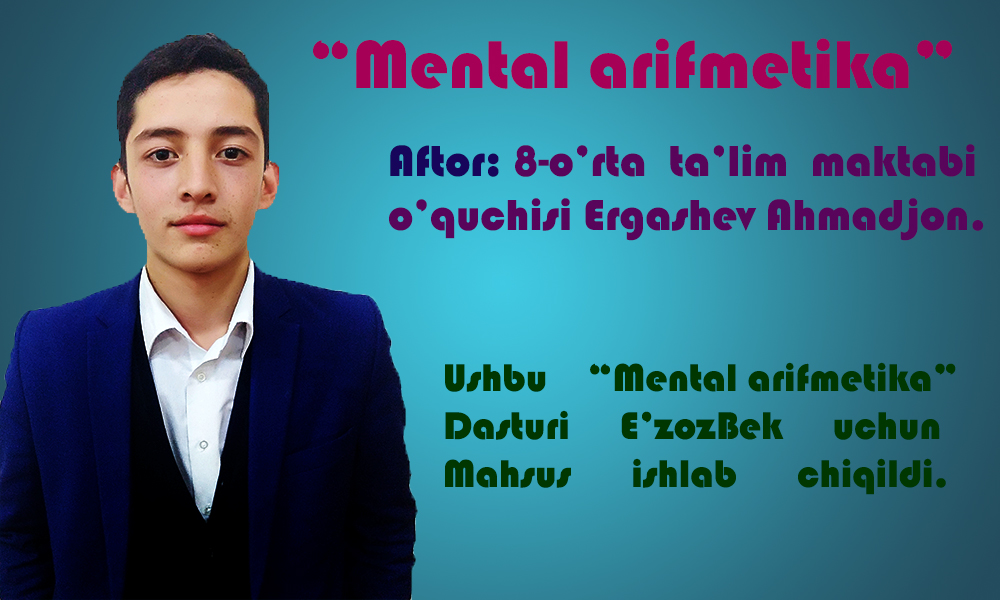 “Mental arifmetika”
Aftor: 8-o’rta ta’lim maktabi
o’quchisi Ergashev Ahmadjon.
Ushbu “Mental arifmetika”
Dasturi E’zozBek uchun
Mahsus ishlab chiqildi.